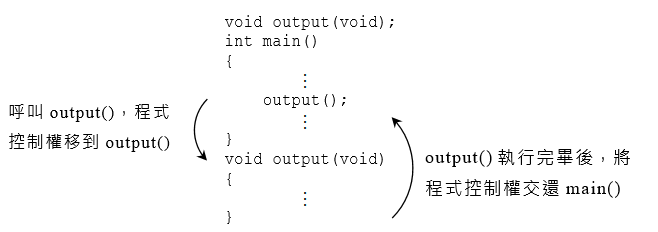 void output(void);
int main()
{
⋮
output();
⋮
}
void output(void)
{
⋮
}
呼叫 output()，程式
控制權移到 output()
output() 執行完畢後，將
程式控制權交還 main()